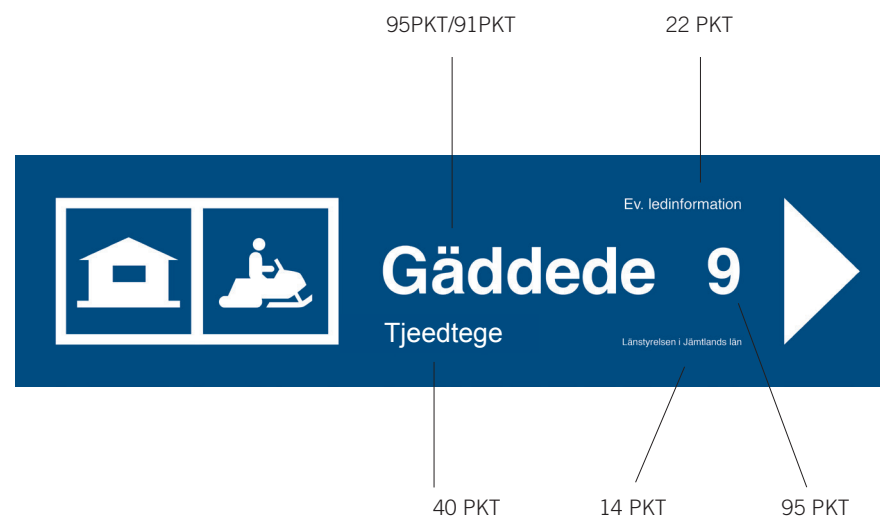 95PKT/91PKT
22 PKT
Ev. ledinformation
Gäddede 9
Tjeedtege
Länstyrelsen i Jämtlands län
40 PKT
14 PKT
95 PKT